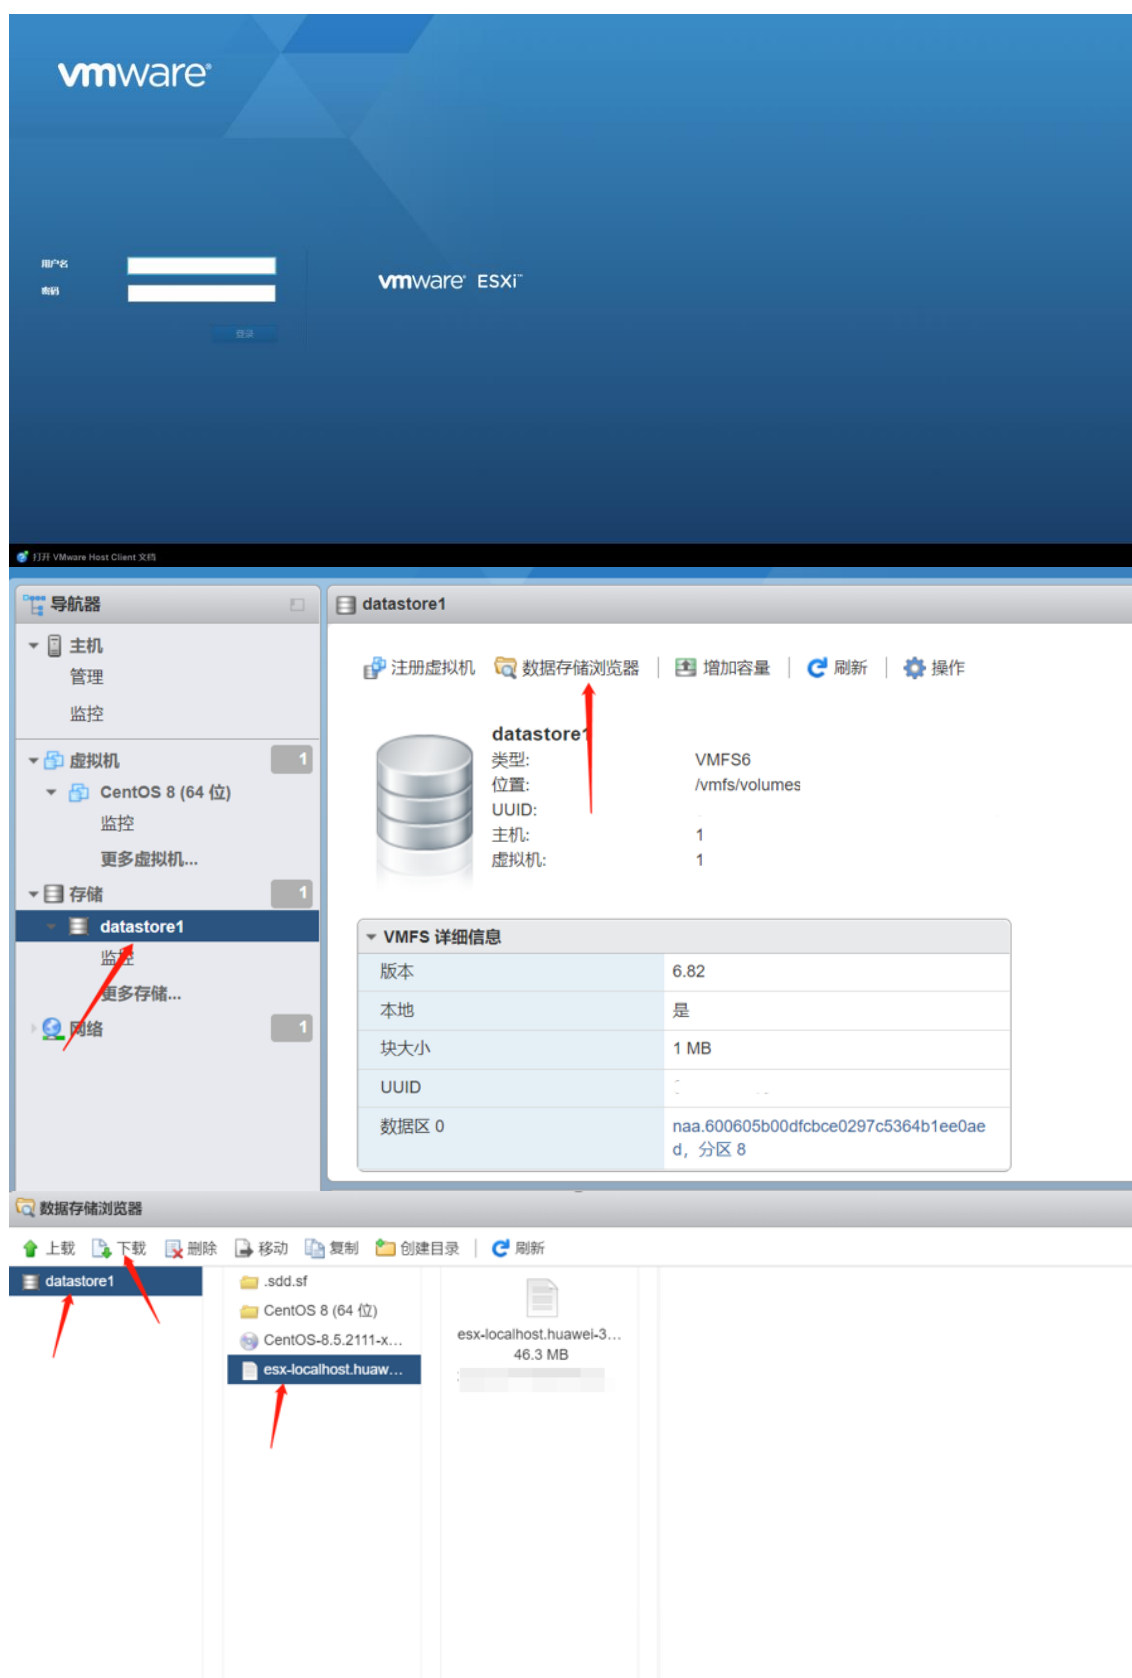 vmware®
用户名
密码
vmware® ESXi™
登录
打开 VMware Host Client 文档
导航器
主机
管理
监控
虚拟机 1
CentOS 8 (64 位)
监控
更多虚拟机...
存储 1
datastore1
监控
更多存储...
网络 1
datastore1
注册虚拟机 数据存储浏览器 增加容量 刷新 操作
datastore1
类型: VMFS6
位置: /vmfs/volumes
UUID:
主机: 1
虚拟机: 1
VMFS 详细信息
版本 6.82
本地 是
块大小 1 MB
UUID
数据区 0 naa.600605b00dfcbce0297c5364b1ee0ae
d, 分区 8
数据存储浏览器
上载 下载 删除 移动 复制 创建目录 刷新
datastore1
.sdd.sf
CentOS 8 (64 位)
CentOS-8.5.2111-x...
esx-localhost.huaw...
esx-localhost.huawei-3...
46.3 MB